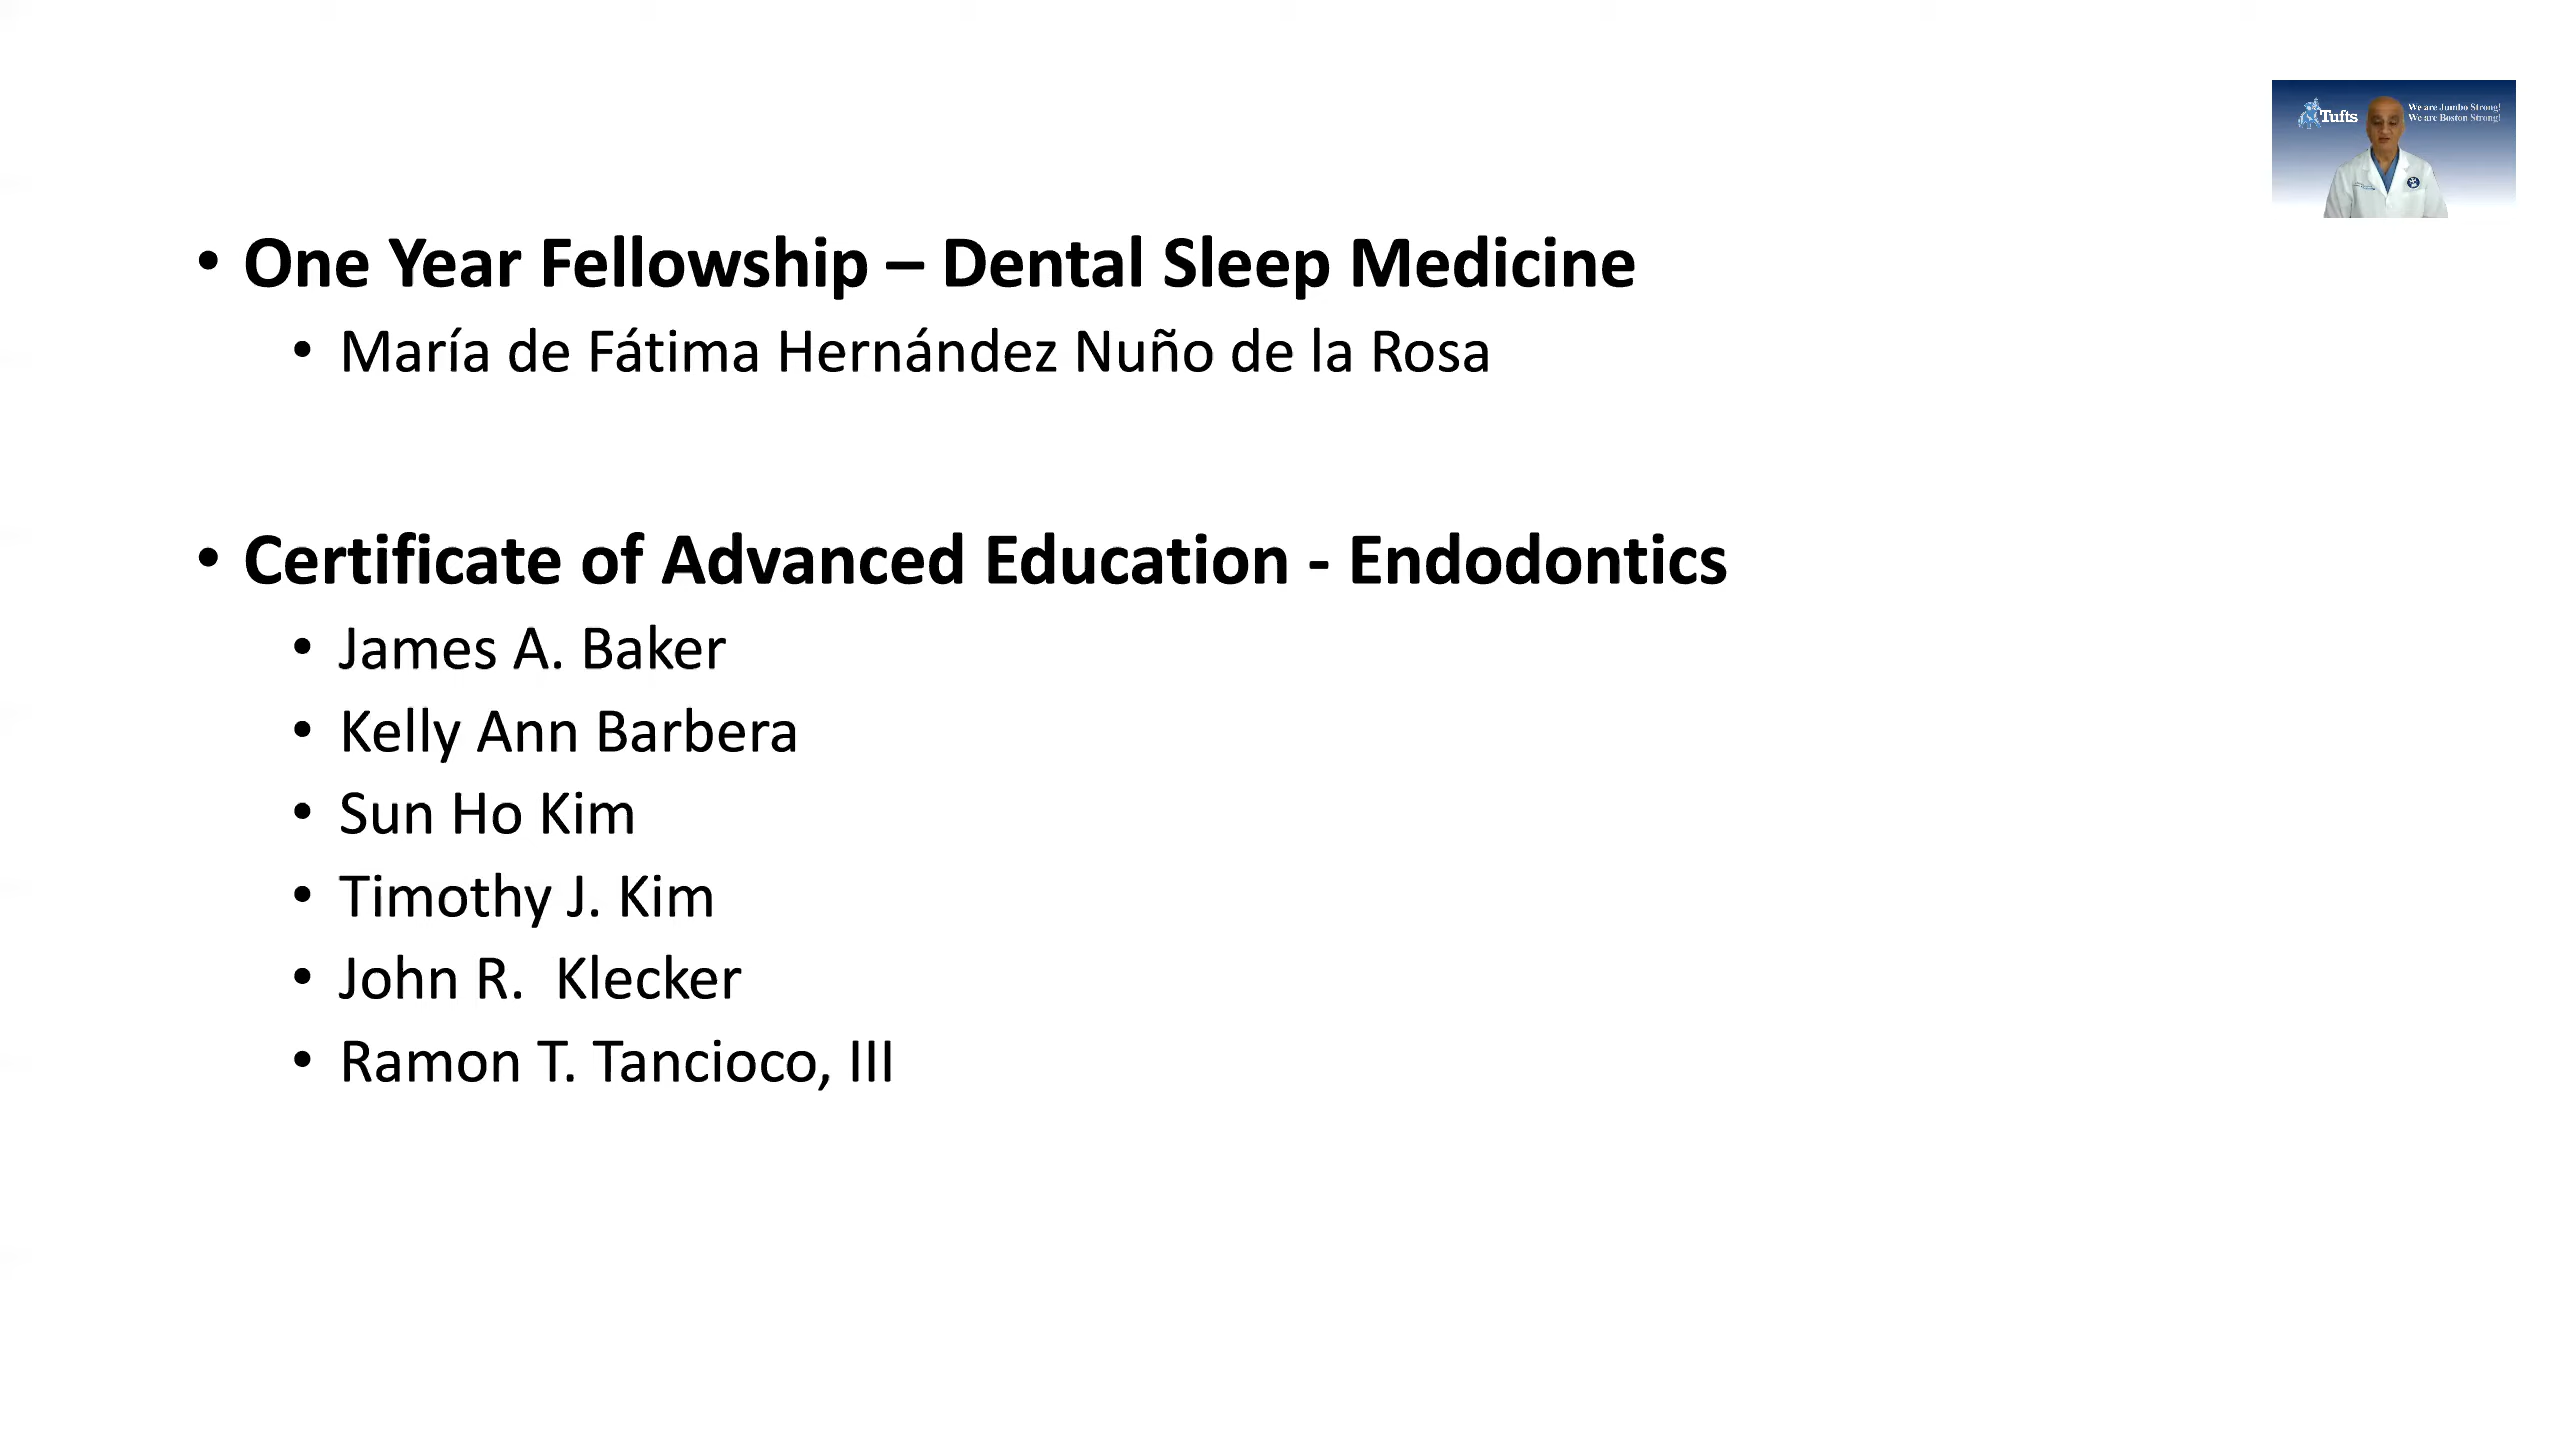 Tufts
We are Jumbo Strong!
We are Boston Strong!
• One Year Fellowship – Dental Sleep Medicine
• María de Fátima Hernández Nuño de la Rosa
• Certificate of Advanced Education - Endodontics
• James A. Baker
• Kelly Ann Barbera
• Sun Ho Kim
• Timothy J. Kim
• John R.  Klecker
• Ramon T. Tancioco, III